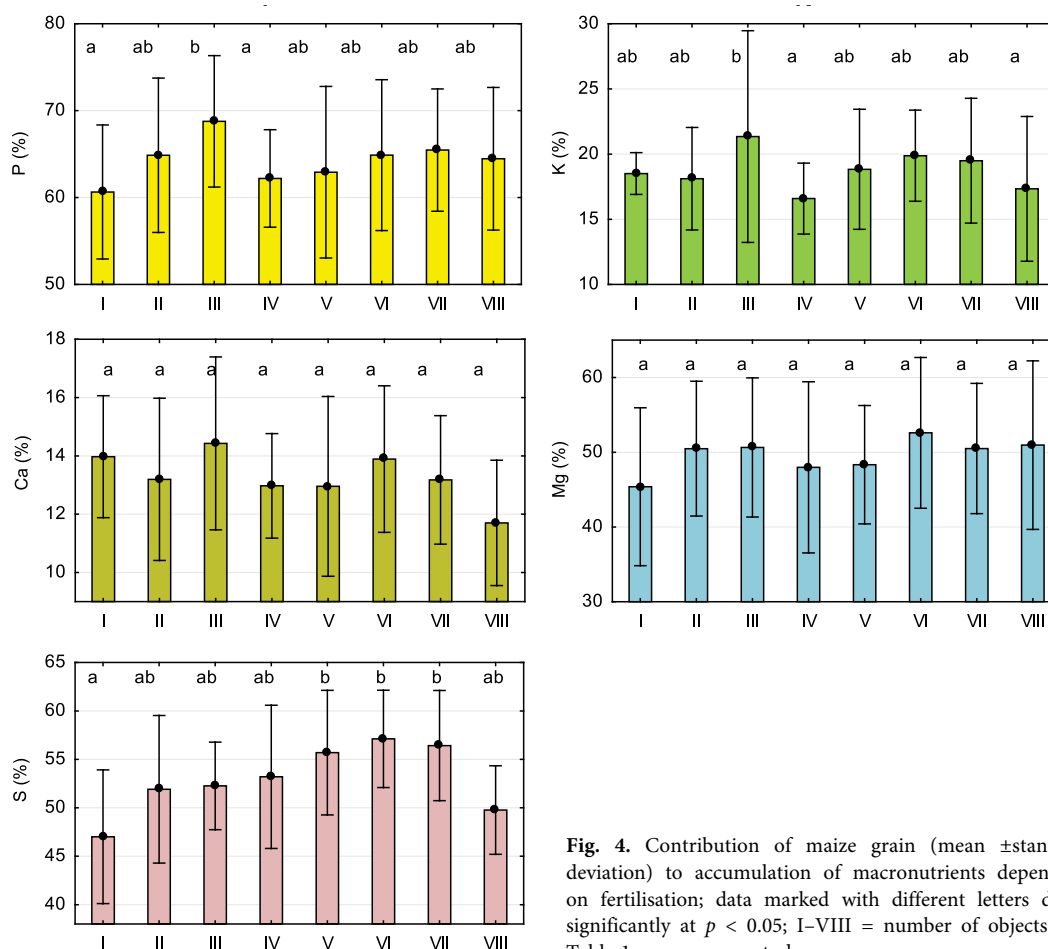 80
70
60
50
P (%)
a ab b a ab ab ab ab
I II III IV V VI VII VIII
30
25
20
15
10
K (%)
ab ab b a ab ab ab a
I II III IV V VI VII VIII
18
16
14
12
10
Ca (%)
a a a a a a a a
I II III IV V VI VII VIII
60
50
40
30
Mg (%)
a a a a a a a a
I II III IV V VI VII VIII
65
60
55
50
45
40
S (%)
a ab ab ab b b b ab
I II III IV V VI VII VIII
Fig. 4. Contribution of maize grain (mean ±stan
deviation) to accumulation of macronutrients depen
on fertilisation; data marked with different letters d
significantly at p < 0.05; I–VIII = number of objects